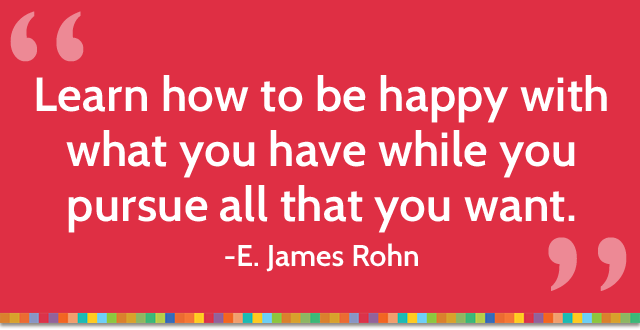 Learn how to be happy with
what you have while you
pursue all that you want.
-E. James Rohn